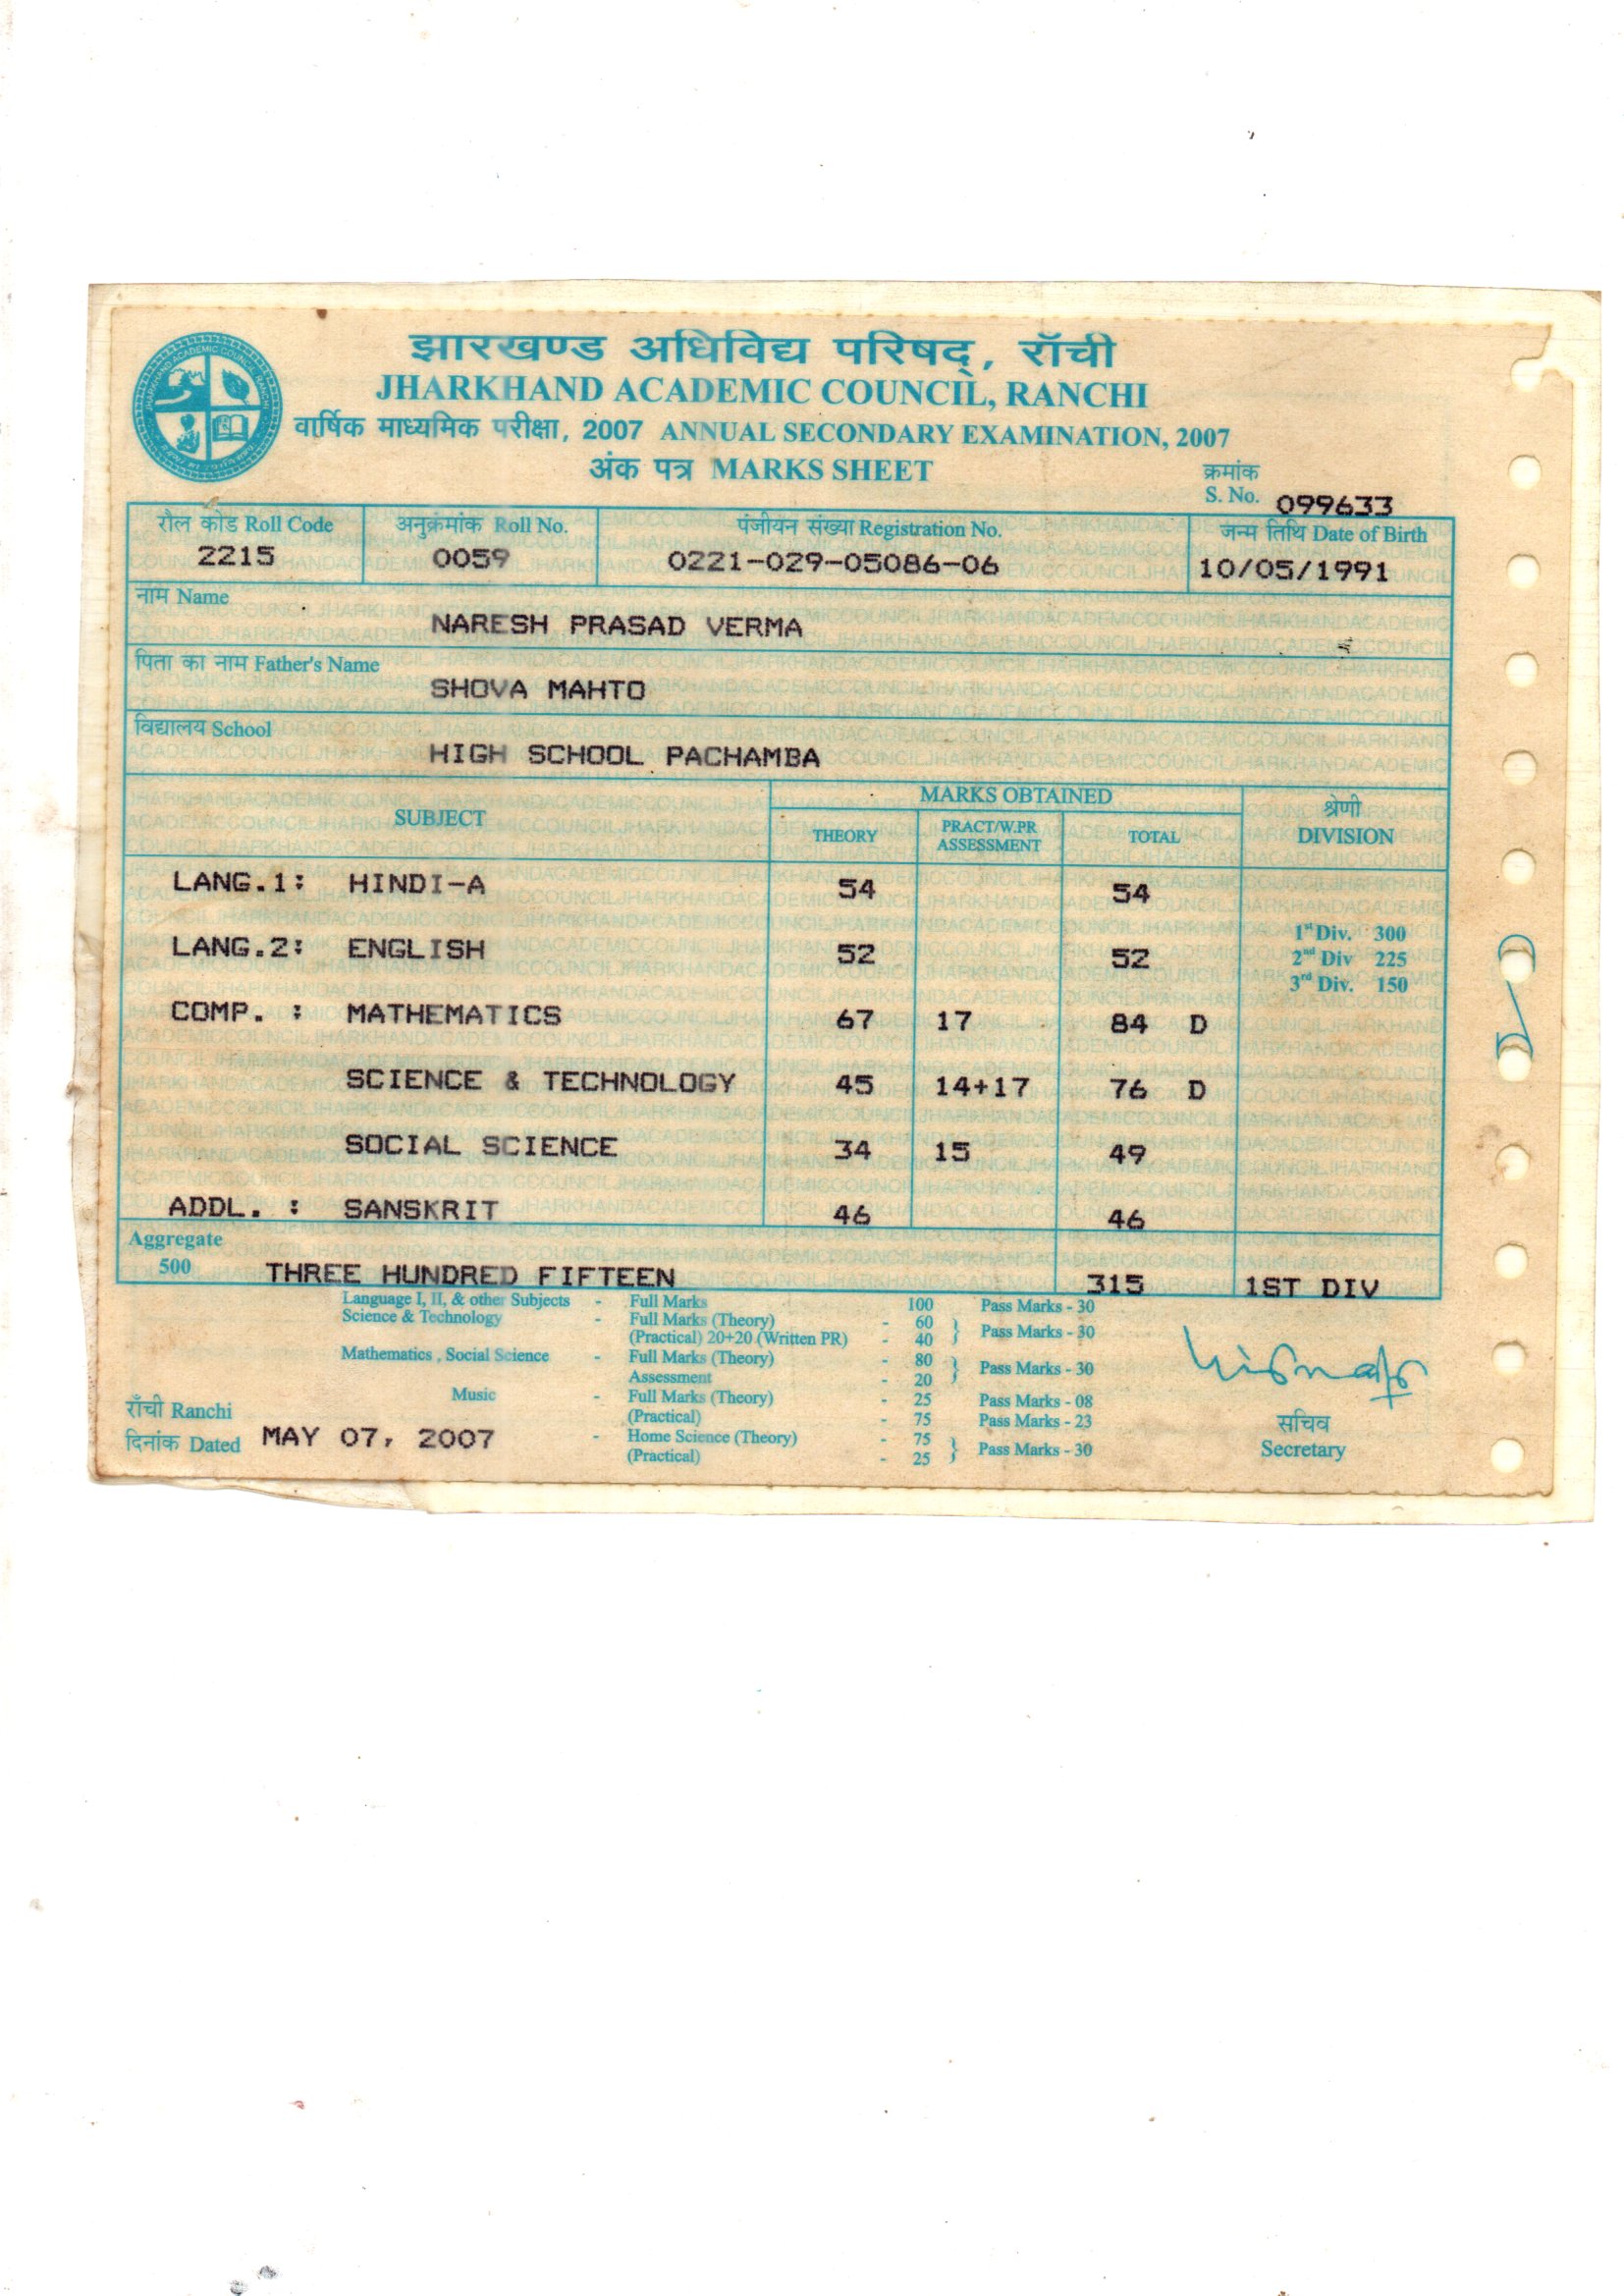 झारखण्ड अधिविद्य परिषद्, राँची
JHARKHAND ACADEMIC COUNCIL, RANCHI
वार्षिक माध्यमिक परीक्षा, 2007 ANNUAL SECONDARY EXAMINATION, 2007
अंक पत्र MARKS SHEET
क्रमांक
S. No. 099633
रौल कोड Roll Code अनुक्रमांक Roll No. पंजीयन संख्या Registration No. जन्म तिथि Date of Birth
2215 0059 0221-029-05086-06 10/05/1991
नाम Name
NARESH PRASAD VERMA
पिता का नाम Father's Name
SHOVA MAHTO
विद्यालय School
HIGH SCHOOL PACHAMBA
SUBJECT MARKS OBTAINED श्रेणी
THEORY PRACT/W.PR ASSESSMENT TOTAL DIVISION
LANG.1: HINDI-A 54 54
1st Div. 300
LANG.2: ENGLISH 52 52 2nd Div 225
3rd Div. 150
COMP. : MATHEMATICS 67 17 84 D
SCIENCE & TECHNOLOGY 45 14+17 76 D
SOCIAL SCIENCE 34 15 49
ADDL. : SANSKRIT 46 46
Aggregate
500 THREE HUNDRED FIFTEEN 315 1ST DIV
Language I, II, & other Subjects - Full Marks 100 Pass Marks - 30
Science & Technology - Full Marks (Theory) - 60
(Practical) 20+20 (Written PR) - 40 } Pass Marks - 30
Mathematics , Social Science - Full Marks (Theory) - 80
Assessment - 20 } Pass Marks - 30
Music - Full Marks (Theory) - 25 Pass Marks - 08
(Practical) - 75 Pass Marks - 23
- Home Science (Theory) - 75
(Practical) - 25 } Pass Marks - 30
राँची Ranchi
दिनांक Dated MAY 07, 2007
सचिव
Secretary